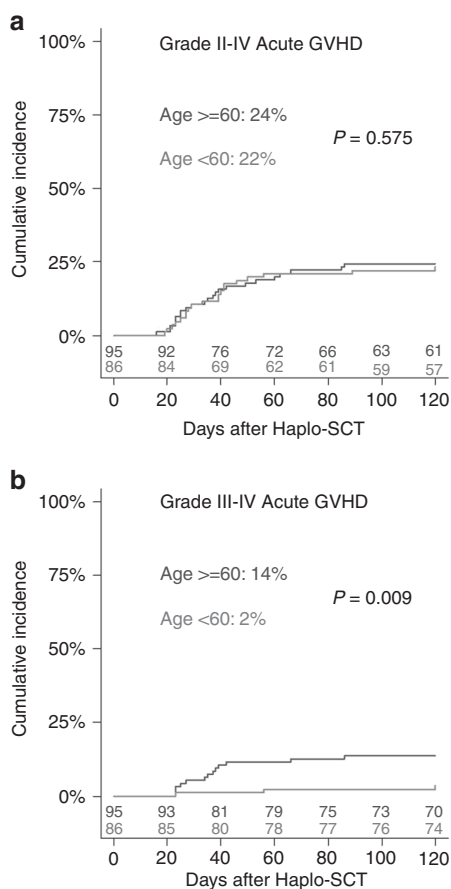 a
100%
Grade II-IV Acute GVHD
75%
Age >=60: 24%
P = 0.575
Age <60: 22%
50%
25%
0%
Cumulative incidence
95 92 76 72 66 63 61
86 84 69 62 61 59 57
0 20 40 60 80 100 120
Days after Haplo-SCT
b
100%
Grade III-IV Acute GVHD
75%
Age >=60: 14%
P = 0.009
Age <60: 2%
50%
25%
0%
Cumulative incidence
95 93 81 79 75 73 70
86 85 80 78 77 76 74
0 20 40 60 80 100 120
Days after Haplo-SCT